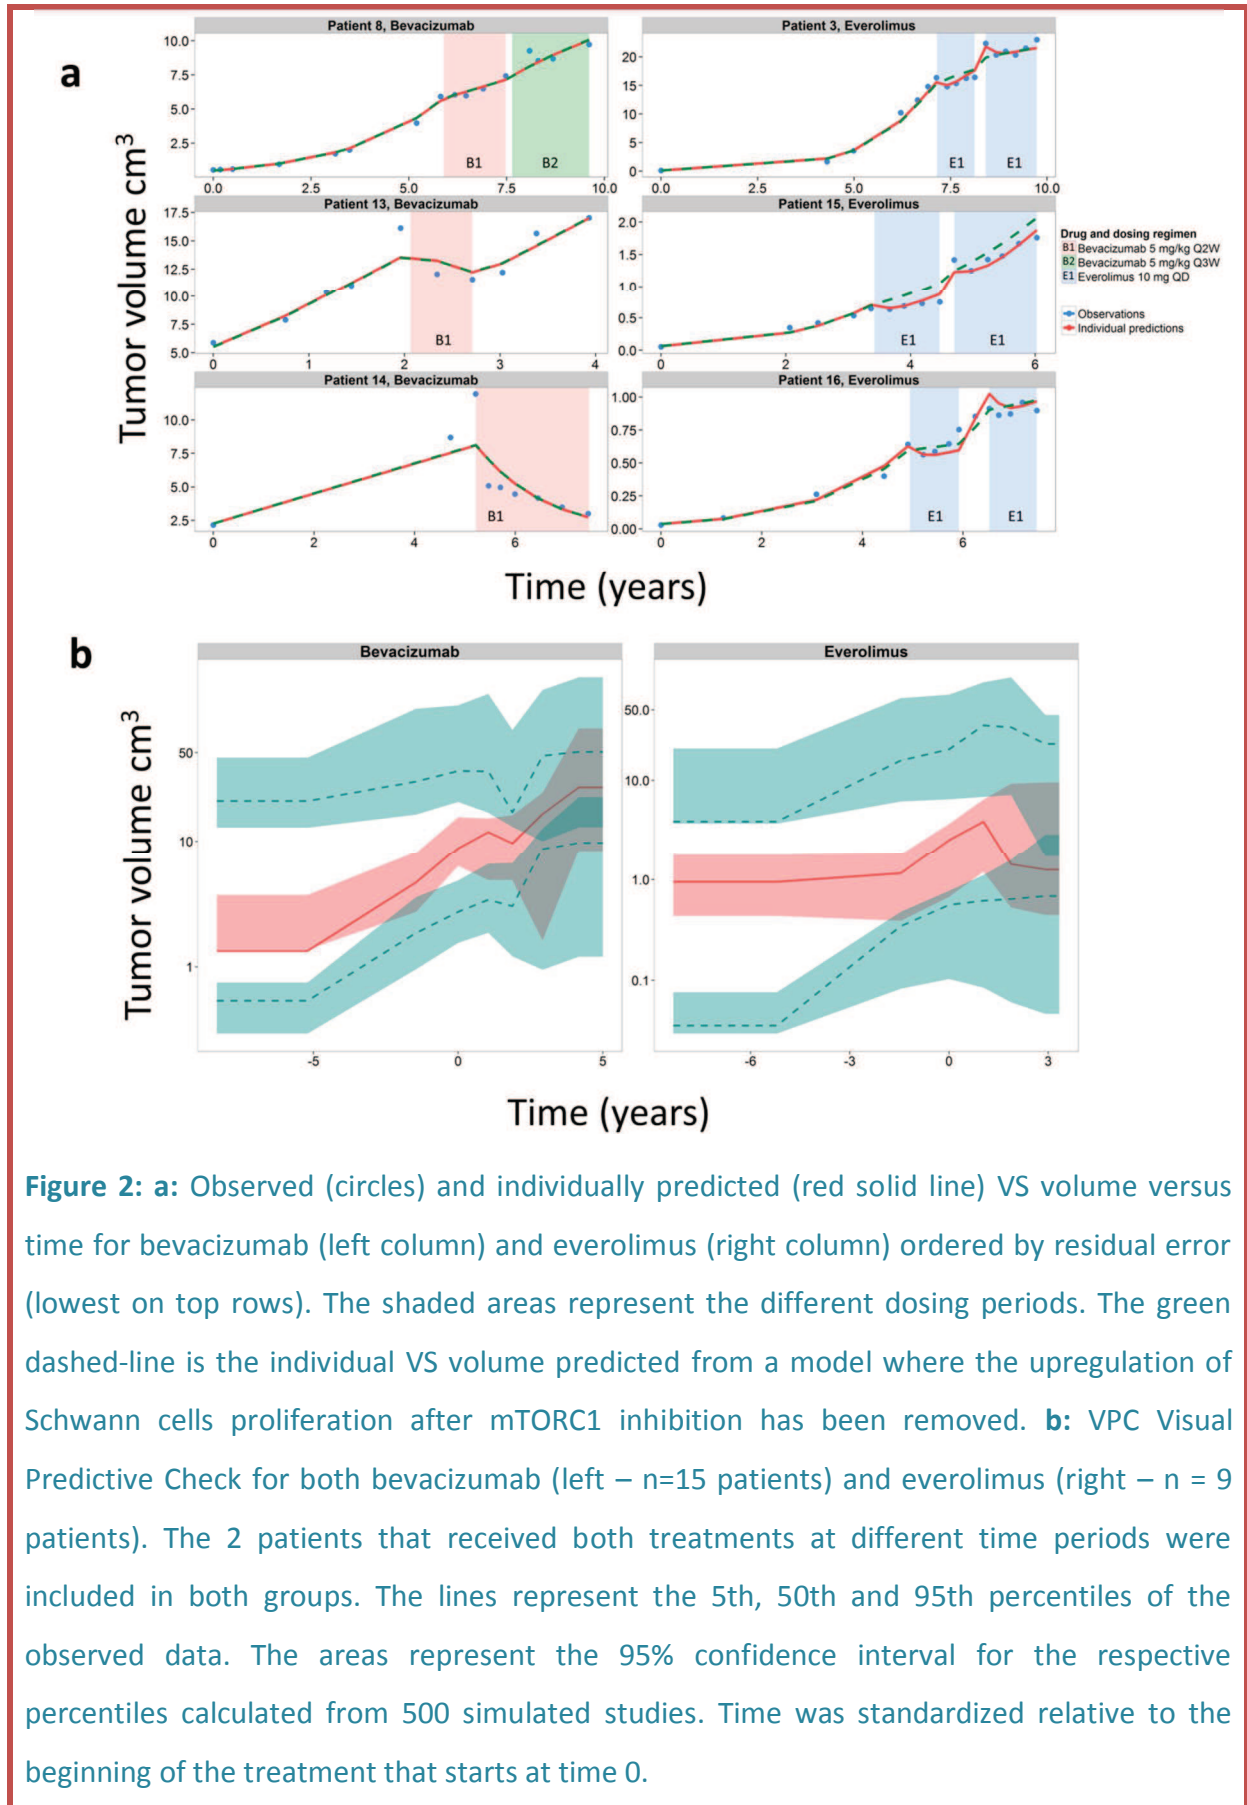 a
Tumor volume cm³
Patient 8, Bevacizumab
10.0
7.5
5.0
2.5
B1
B2
0.0
2.5
5.0
7.5
10.0
Patient 3, Everolimus
20
15
10
5
0
E1
E1
0.0
2.5
5.0
7.5
10.0
Patient 13, Bevacizumab
17.5
15.0
12.5
10.0
7.5
5.0
B1
0
1
2
3
4
Patient 15, Everolimus
2.0
1.5
1.0
0.5
0.0
E1
E1
0
2
4
6
Drug and dosing regimen
B1 Bevacizumab 5 mg/kg Q2W
B2 Bevacizumab 5 mg/kg Q3W
E1 Everolimus 10 mg QD
Observations
Individual predictions
Patient 14, Bevacizumab
10.0
7.5
5.0
2.5
B1
0
2
4
6
Patient 16, Everolimus
1.00
0.75
0.50
0.25
0.00
E1
E1
0
2
4
6
Time (years)
b
Tumor volume cm³
Bevacizumab
50
10
1
-5
0
5
Everolimus
50.0
10.0
1.0
0.1
-6
-3
0
3
Time (years)
Figure 2: a: Observed (circles) and individually predicted (red solid line) VS volume versus
time for bevacizumab (left column) and everolimus (right column) ordered by residual error
(lowest on top rows). The shaded areas represent the different dosing periods. The green
dashed-line is the individual VS volume predicted from a model where the upregulation of
Schwann cells proliferation after mTORC1 inhibition has been removed. b: VPC Visual
Predictive Check for both bevacizumab (left – n=15 patients) and everolimus (right – n = 9
patients). The 2 patients that received both treatments at different time periods were
included in both groups. The lines represent the 5th, 50th and 95th percentiles of the
observed data. The areas represent the 95% confidence interval for the respective
percentiles calculated from 500 simulated studies. Time was standardized relative to the
beginning of the treatment that starts at time 0.